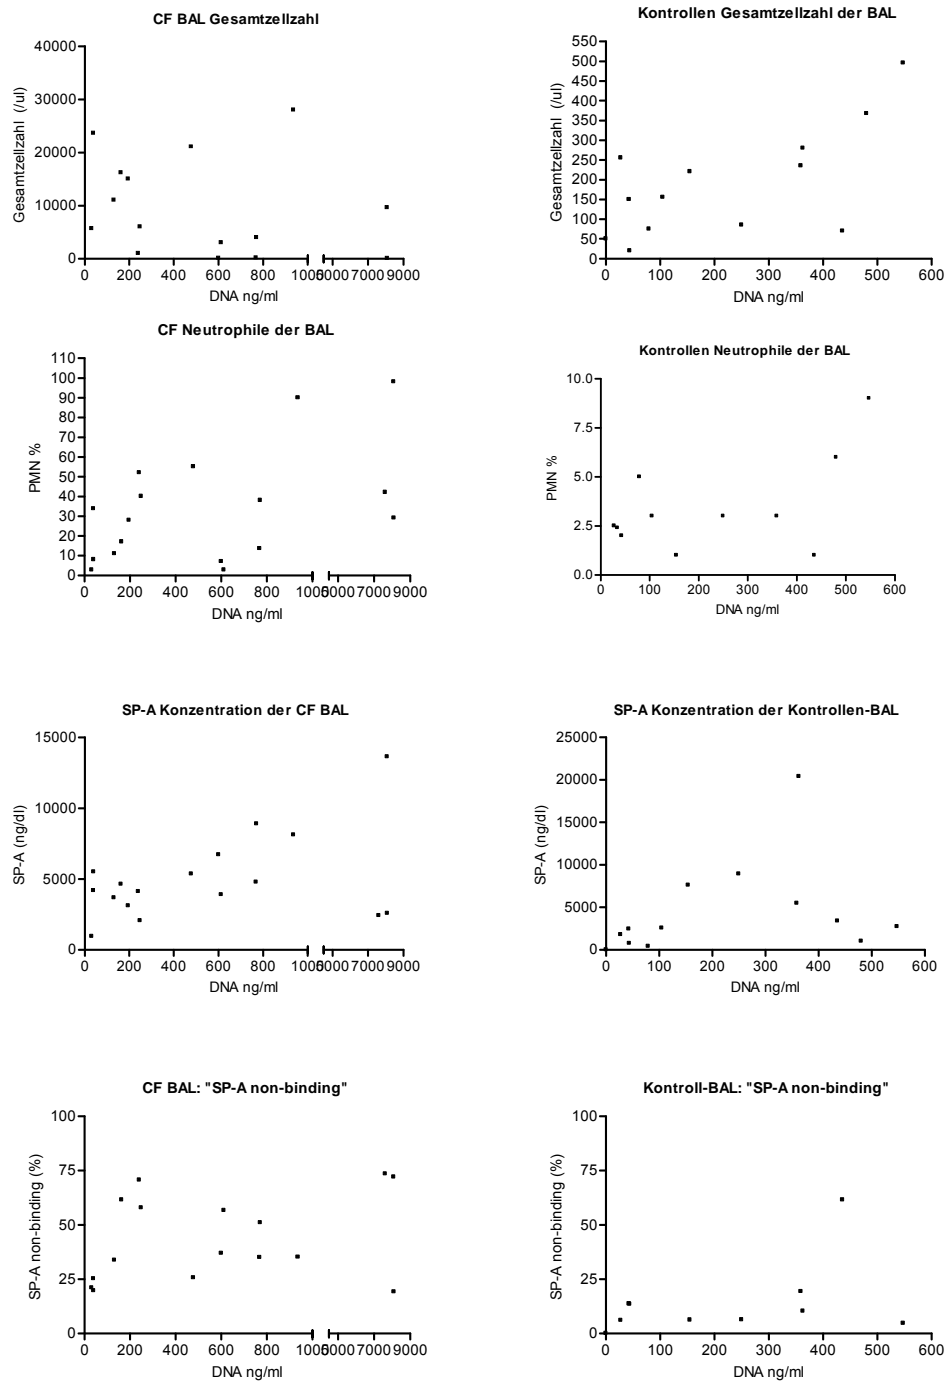 CF BAL Gesamtzellzahl
40000
30000
20000
10000
0
Gesamtzellzahl (/ul)
0 200 400 600 800 1000 5000 7000 9000
DNA ng/ml
Kontrollen Gesamtzellzahl der BAL
550
500
450
400
350
300
250
200
150
100
50
0
Gesamtzellzahl (/ul)
0 100 200 300 400 500 600
DNA ng/ml
CF Neutrophile der BAL
110
100
90
80
70
60
50
40
30
20
10
0
PMN %
0 200 400 600 800 1000 5000 7000 9000
DNA ng/ml
Kontrollen Neutrophile der BAL
10.0
7.5
5.0
2.5
0.0
PMN %
0 100 200 300 400 500 600
DNA ng/ml
SP-A Konzentration der CF BAL
15000
10000
5000
0
SP-A (ng/dl)
0 200 400 600 800 1000 5000 7000 9000
DNA ng/ml
SP-A Konzentration der Kontrollen-BAL
25000
20000
15000
10000
5000
0
SP-A (ng/dl)
0 100 200 300 400 500 600
DNA ng/ml
CF BAL: "SP-A non-binding"
100
75
50
25
0
SP-A non-binding (%)
0 200 400 600 800 1000 5000 7000 9000
DNA ng/ml
Kontroll-BAL: "SP-A non-binding"
100
75
50
25
0
SP-A non-binding (%)
0 100 200 300 400 500 600
DNA ng/ml